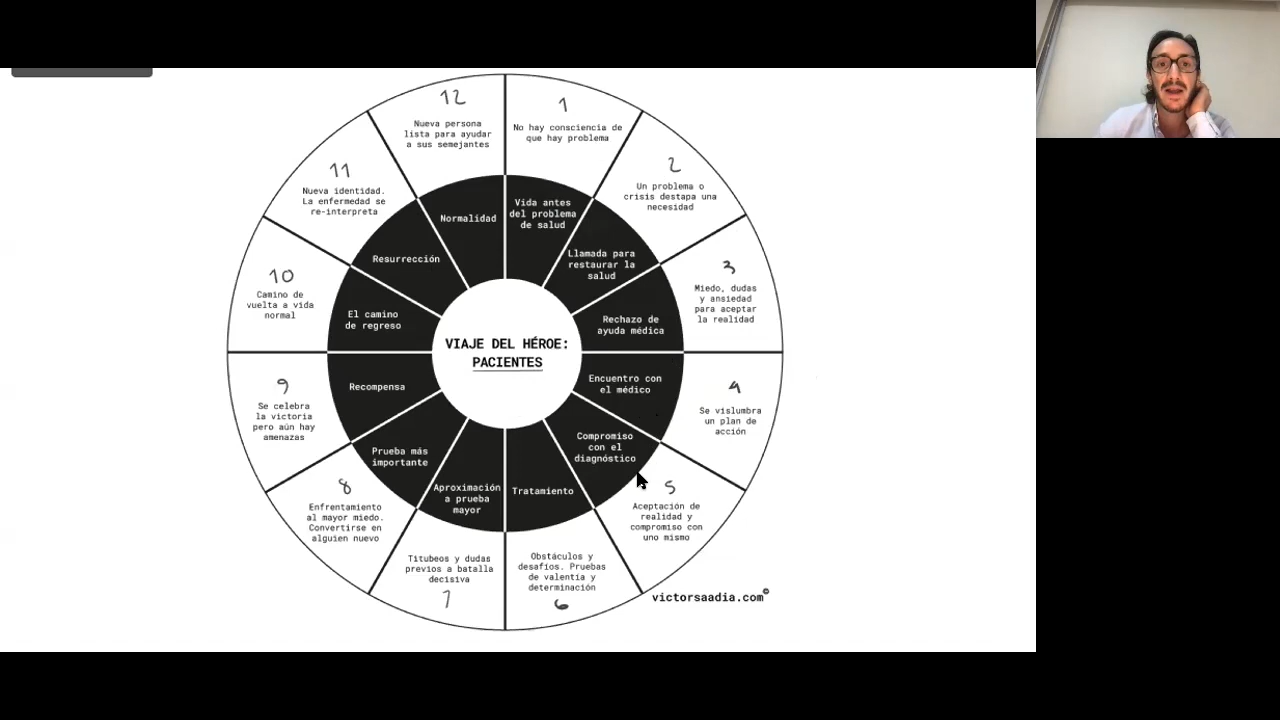 VIAJE DEL HÉROE:
PACIENTES
1
No hay consciencia de
que hay problema
Vida antes
del problema
de salud
2
Un problema o
crisis destapa una
necesidad
Llamada para
restaurar la
salud
3
Miedo, dudas
y ansiedad
para aceptar
la realidad
Rechazo de
ayuda médica
4
Se vislumbra
un plan de
acción
Encuentro con
el médico
5
Aceptación de
realidad y
compromiso con
uno mismo
Compromiso
con el
diagnóstico
Obstáculos y
desafíos. Pruebas
de valentía y
determinación
6
Tratamiento
Titubeos y dudas
previos a batalla
decisiva
7
Aproximación
a prueba
mayor
8
Enfrentamiento
al mayor miedo.
Convertirse en
alguien nuevo
Prueba más
importante
9
Se celebra
la victoria
pero aún hay
amenazas
Recompensa
10
Camino de
vuelta a vida
normal
El camino
de regreso
11
Nueva identidad.
La enfermedad se
re-interpreta
Resurrección
12
Nueva persona
lista para ayudar
a sus semejantes
Normalidad
victorsaadia.com©